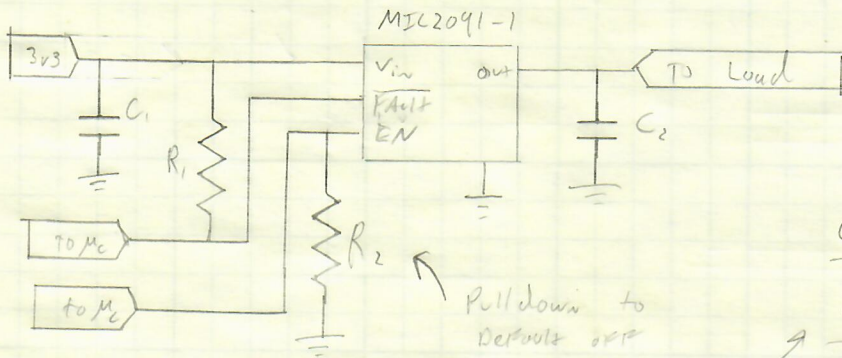 MIC2091-1
3v3
Vin
out
TO Load
FAult
EN
C1
C2
R1
TO Mc
R2
to Mc
Pulldown to
Default off